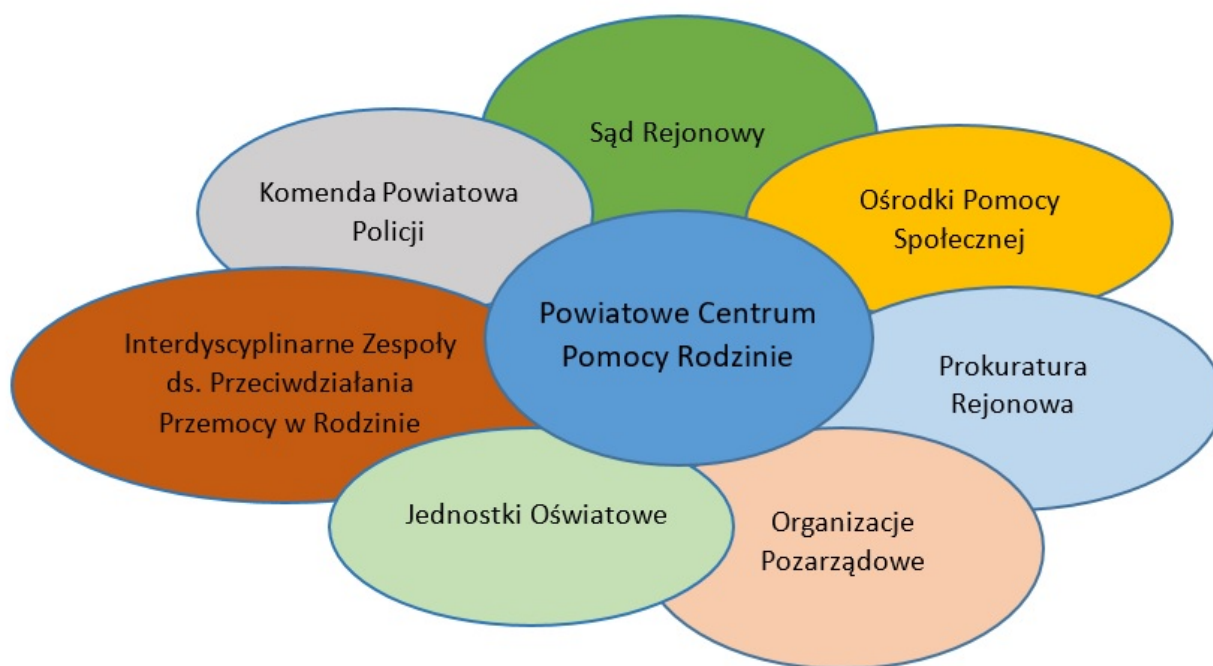 Sąd Rejonowy
Komenda Powiatowa
Policji
Ośrodki Pomocy
Społecznej
Powiatowe Centrum
Pomocy Rodzinie
Interdyscyplinarne Zespoły
ds. Przeciwdziałania
Przemocy w Rodzinie
Prokuratura
Rejonowa
Jednostki Oświatowe
Organizacje
Pozarządowe